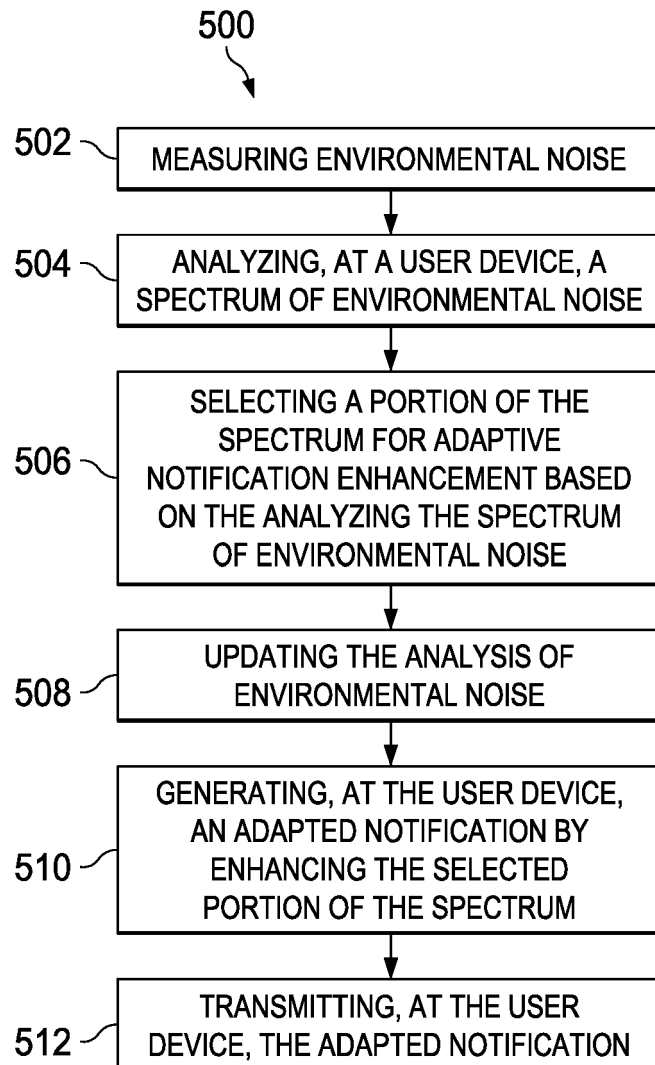 500
502
MEASURING ENVIRONMENTAL NOISE
504
ANALYZING, AT A USER DEVICE, A
SPECTRUM OF ENVIRONMENTAL NOISE
506
SELECTING A PORTION OF THE
SPECTRUM FOR ADAPTIVE
NOTIFICATION ENHANCEMENT BASED
ON THE ANALYZING THE SPECTRUM
OF ENVIRONMENTAL NOISE
508
UPDATING THE ANALYSIS OF
ENVIRONMENTAL NOISE
510
GENERATING, AT THE USER DEVICE,
AN ADAPTED NOTIFICATION BY
ENHANCING THE SELECTED
PORTION OF THE SPECTRUM
512
TRANSMITTING, AT THE USER
DEVICE, THE ADAPTED NOTIFICATION